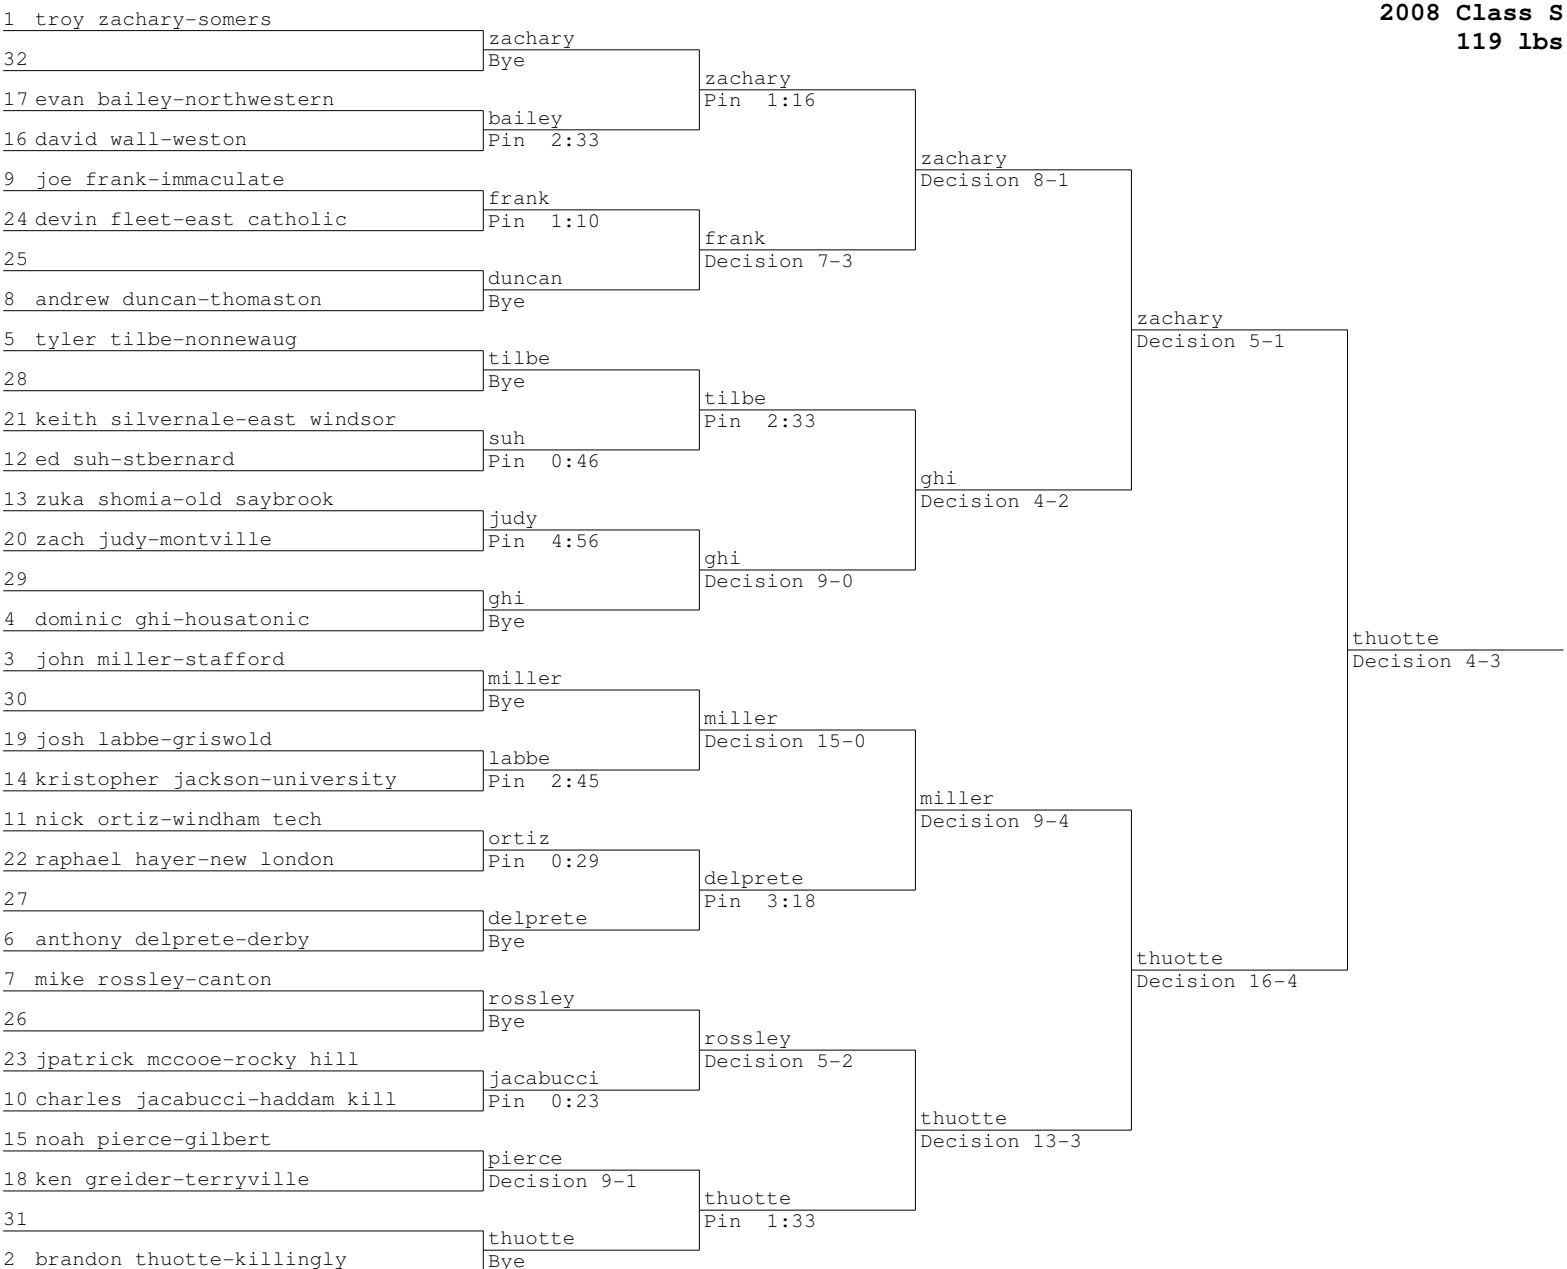 2008 Class S
119 lbs
1 troy zachary-somers
32
17 evan bailey-northwestern
16 david wall-weston
9 joe frank-immaculate
24 devin fleet-east catholic
25
8 andrew duncan-thomaston
5 tyler tilbe-nonnewaug
28
21 keith silvernale-east windsor
12 ed suh-stbernard
13 zuka shomia-old saybrook
20 zach judy-montville
29
4 dominic ghi-housatonic
3 john miller-stafford
30
19 josh labbe-griswold
14 kristopher jackson-university
11 nick ortiz-windham tech
22 raphael hayer-new london
27
6 anthony delprete-derby
7 mike rossley-canton
26
23 jpatrick mccooe-rocky hill
10 charles jacabucci-haddam kill
15 noah pierce-gilbert
18 ken greider-terryville
31
2 brandon thuotte-killingly
zachary
Bye
bailey
Pin 2:33
frank
Pin 1:10
duncan
Bye
tilbe
Bye
suh
Pin 0:46
judy
Pin 4:56
ghi
Bye
miller
Bye
labbe
Pin 2:45
ortiz
Pin 0:29
delprete
Bye
rossley
Bye
jacabucci
Pin 0:23
pierce
Decision 9-1
thuotte
Bye
zachary
Pin 1:16
frank
Decision 7-3
tilbe
Pin 2:33
ghi
Decision 9-0
miller
Decision 15-0
delprete
Pin 3:18
rossley
Decision 5-2
thuotte
Pin 1:33
zachary
Decision 8-1
ghi
Decision 4-2
miller
Decision 9-4
thuotte
Decision 13-3
zachary
Decision 5-1
thuotte
Decision 16-4
thuotte
Decision 4-3